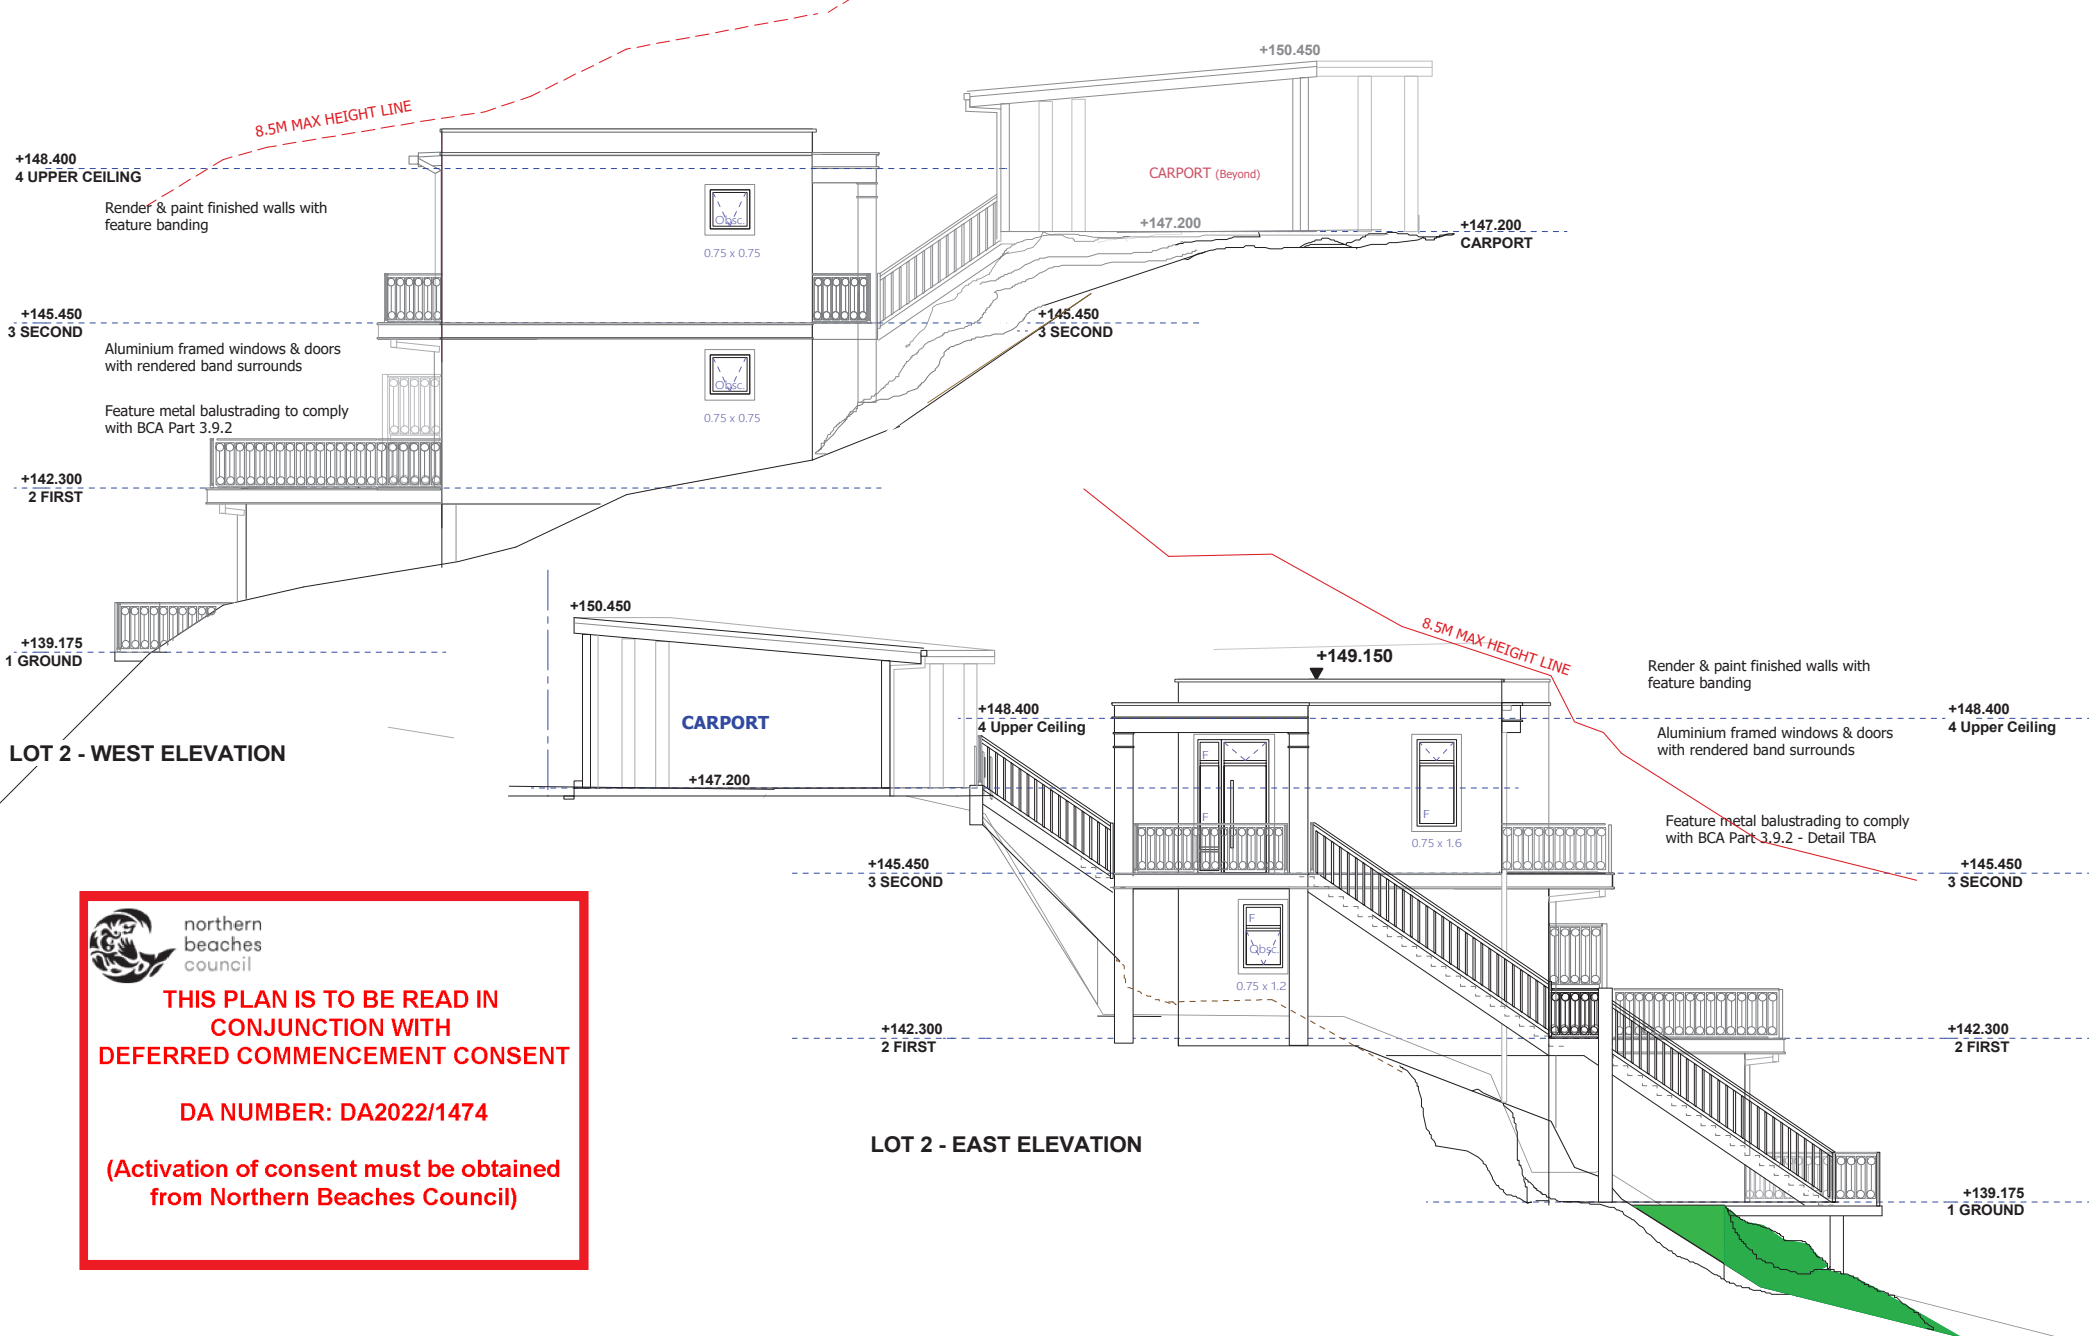 +150.450
8.5M MAX HEIGHT LINE
+148.400
4 UPPER CEILING
CARPORT (Beyond)
Render & paint finished walls with
feature banding
Obsc.
0.75 x 0.75
+147.200
+147.200
CARPORT
+145.450
3 SECOND
+145.450
3 SECOND
Aluminium framed windows & doors
with rendered band surrounds
Obsc.
0.75 x 0.75
Feature metal balustrading to comply
with BCA Part 3.9.2
+142.300
2 FIRST
+139.175
1 GROUND
LOT 2 - WEST ELEVATION
+150.450
CARPORT
+147.200
8.5M MAX HEIGHT LINE
+149.150
+148.400
4 Upper Ceiling
Render & paint finished walls with
feature banding
+148.400
4 Upper Ceiling
Aluminium framed windows & doors
with rendered band surrounds
F
F
F
0.75 x 1.6
Feature metal balustrading to comply
with BCA Part 3.9.2 - Detail TBA
+145.450
3 SECOND
+145.450
3 SECOND
F
Obsc.
0.75 x 1.2
+142.300
2 FIRST
+142.300
2 FIRST
LOT 2 - EAST ELEVATION
+139.175
1 GROUND
northern
beaches
council
THIS PLAN IS TO BE READ IN
CONJUNCTION WITH
DEFERRED COMMENCEMENT CONSENT
DA NUMBER: DA2022/1474
(Activation of consent must be obtained
from Northern Beaches Council)